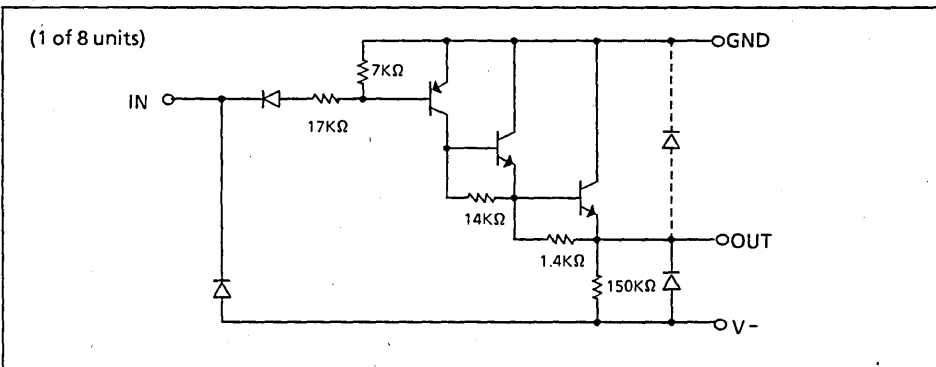 (1 of 8 units)
GND
7KΩ
IN
17KΩ
14KΩ
OUT
1.4KΩ
150KΩ
V-